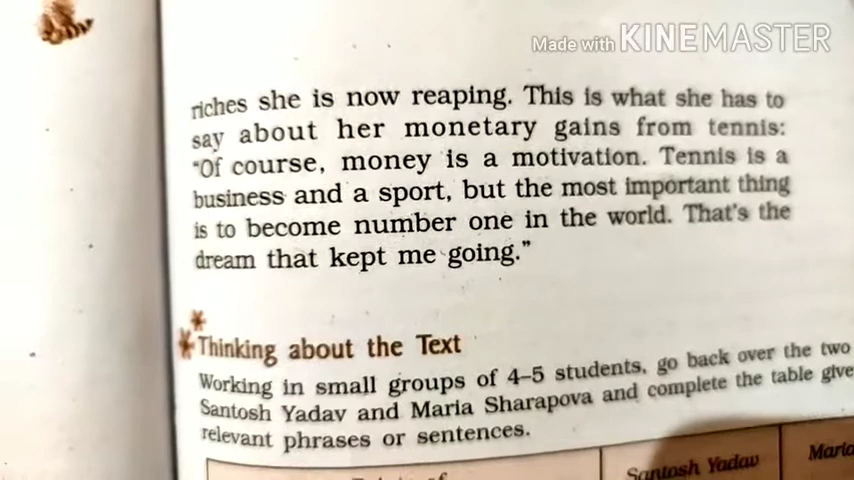 Made with KINEMASTER
riches she is now reaping. This is what she has to
say about her monetary gains from tennis:
“Of course, money is a motivation. Tennis is a
business and a sport, but the most important thing
is to become number one in the world. That's the
dream that kept me going.”
Thinking about the Text
Working in small groups of 4–5 students, go back over the two
Santosh Yadav and Maria Sharapova and complete the table give
relevant phrases or sentences.
Santosh Yadav
Maria